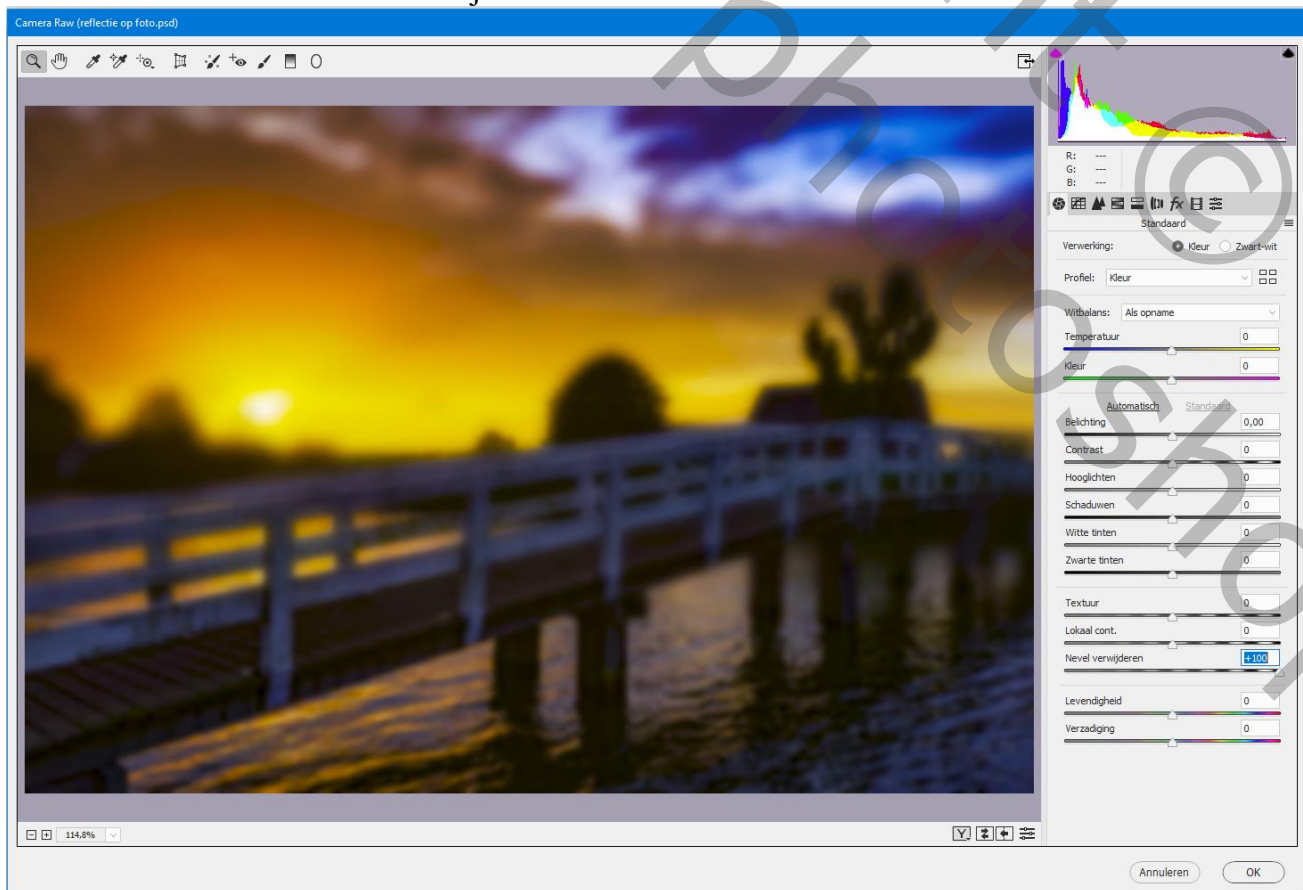 Camera Raw (reflectie op foto.psd)
R: ---
G: ---
B: ---
fx
Standaard
Verwerking: Kleur Zwart-wit
Profiel: Kleur
Witbalans: Als opname
Temperatuur 0
Kleur 0
Automatisch Standaard
Belichting 0,00
Contrast 0
Hooglichten 0
Schaduwen 0
Witte tinten 0
Zwarte tinten 0
Textuur 0
Lokaal cont. 0
Nevel verwijderen +100
Levendigheid 0
Verzadiging 0
114,8% Y
Annuleren OK